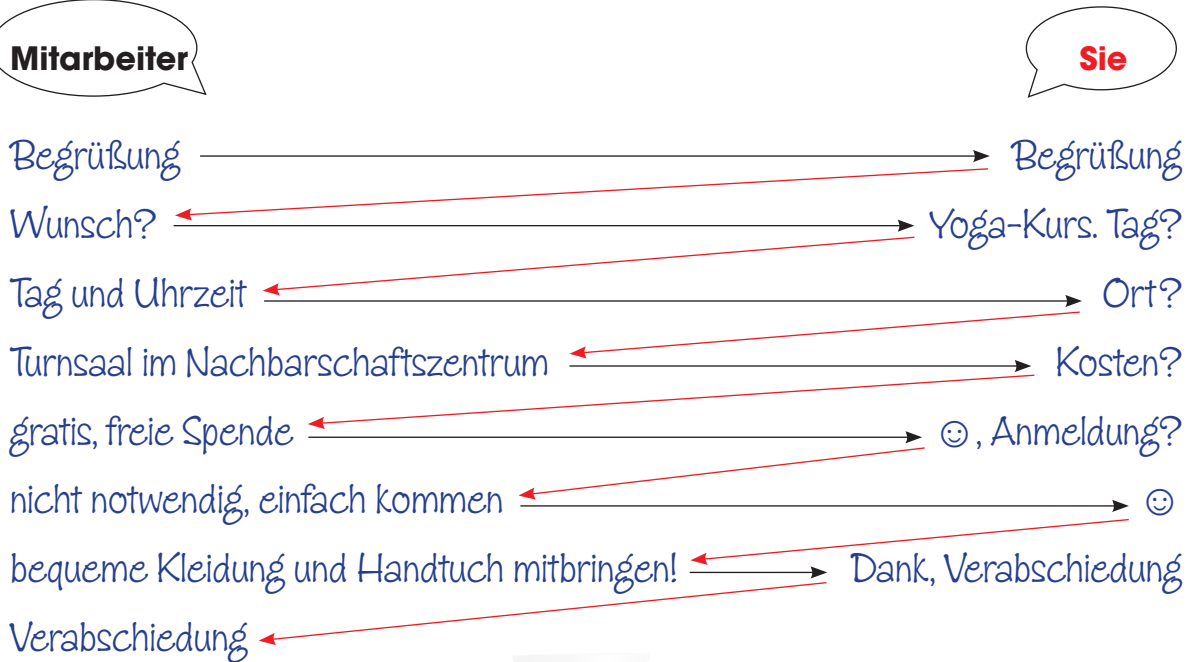 Mitarbeiter Sie
Begrüßung Begrüßung
Wunsch? Yoga-Kurs. Tag?
Tag und Uhrzeit Ort?
Turnsaal im Nachbarschaftszentrum Kosten?
gratis, freie Spende ☺, Anmeldung?
nicht notwendig, einfach kommen ☺
bequeme Kleidung und Handtuch mitbringen! Dank, Verabschiedung
Verabschiedung